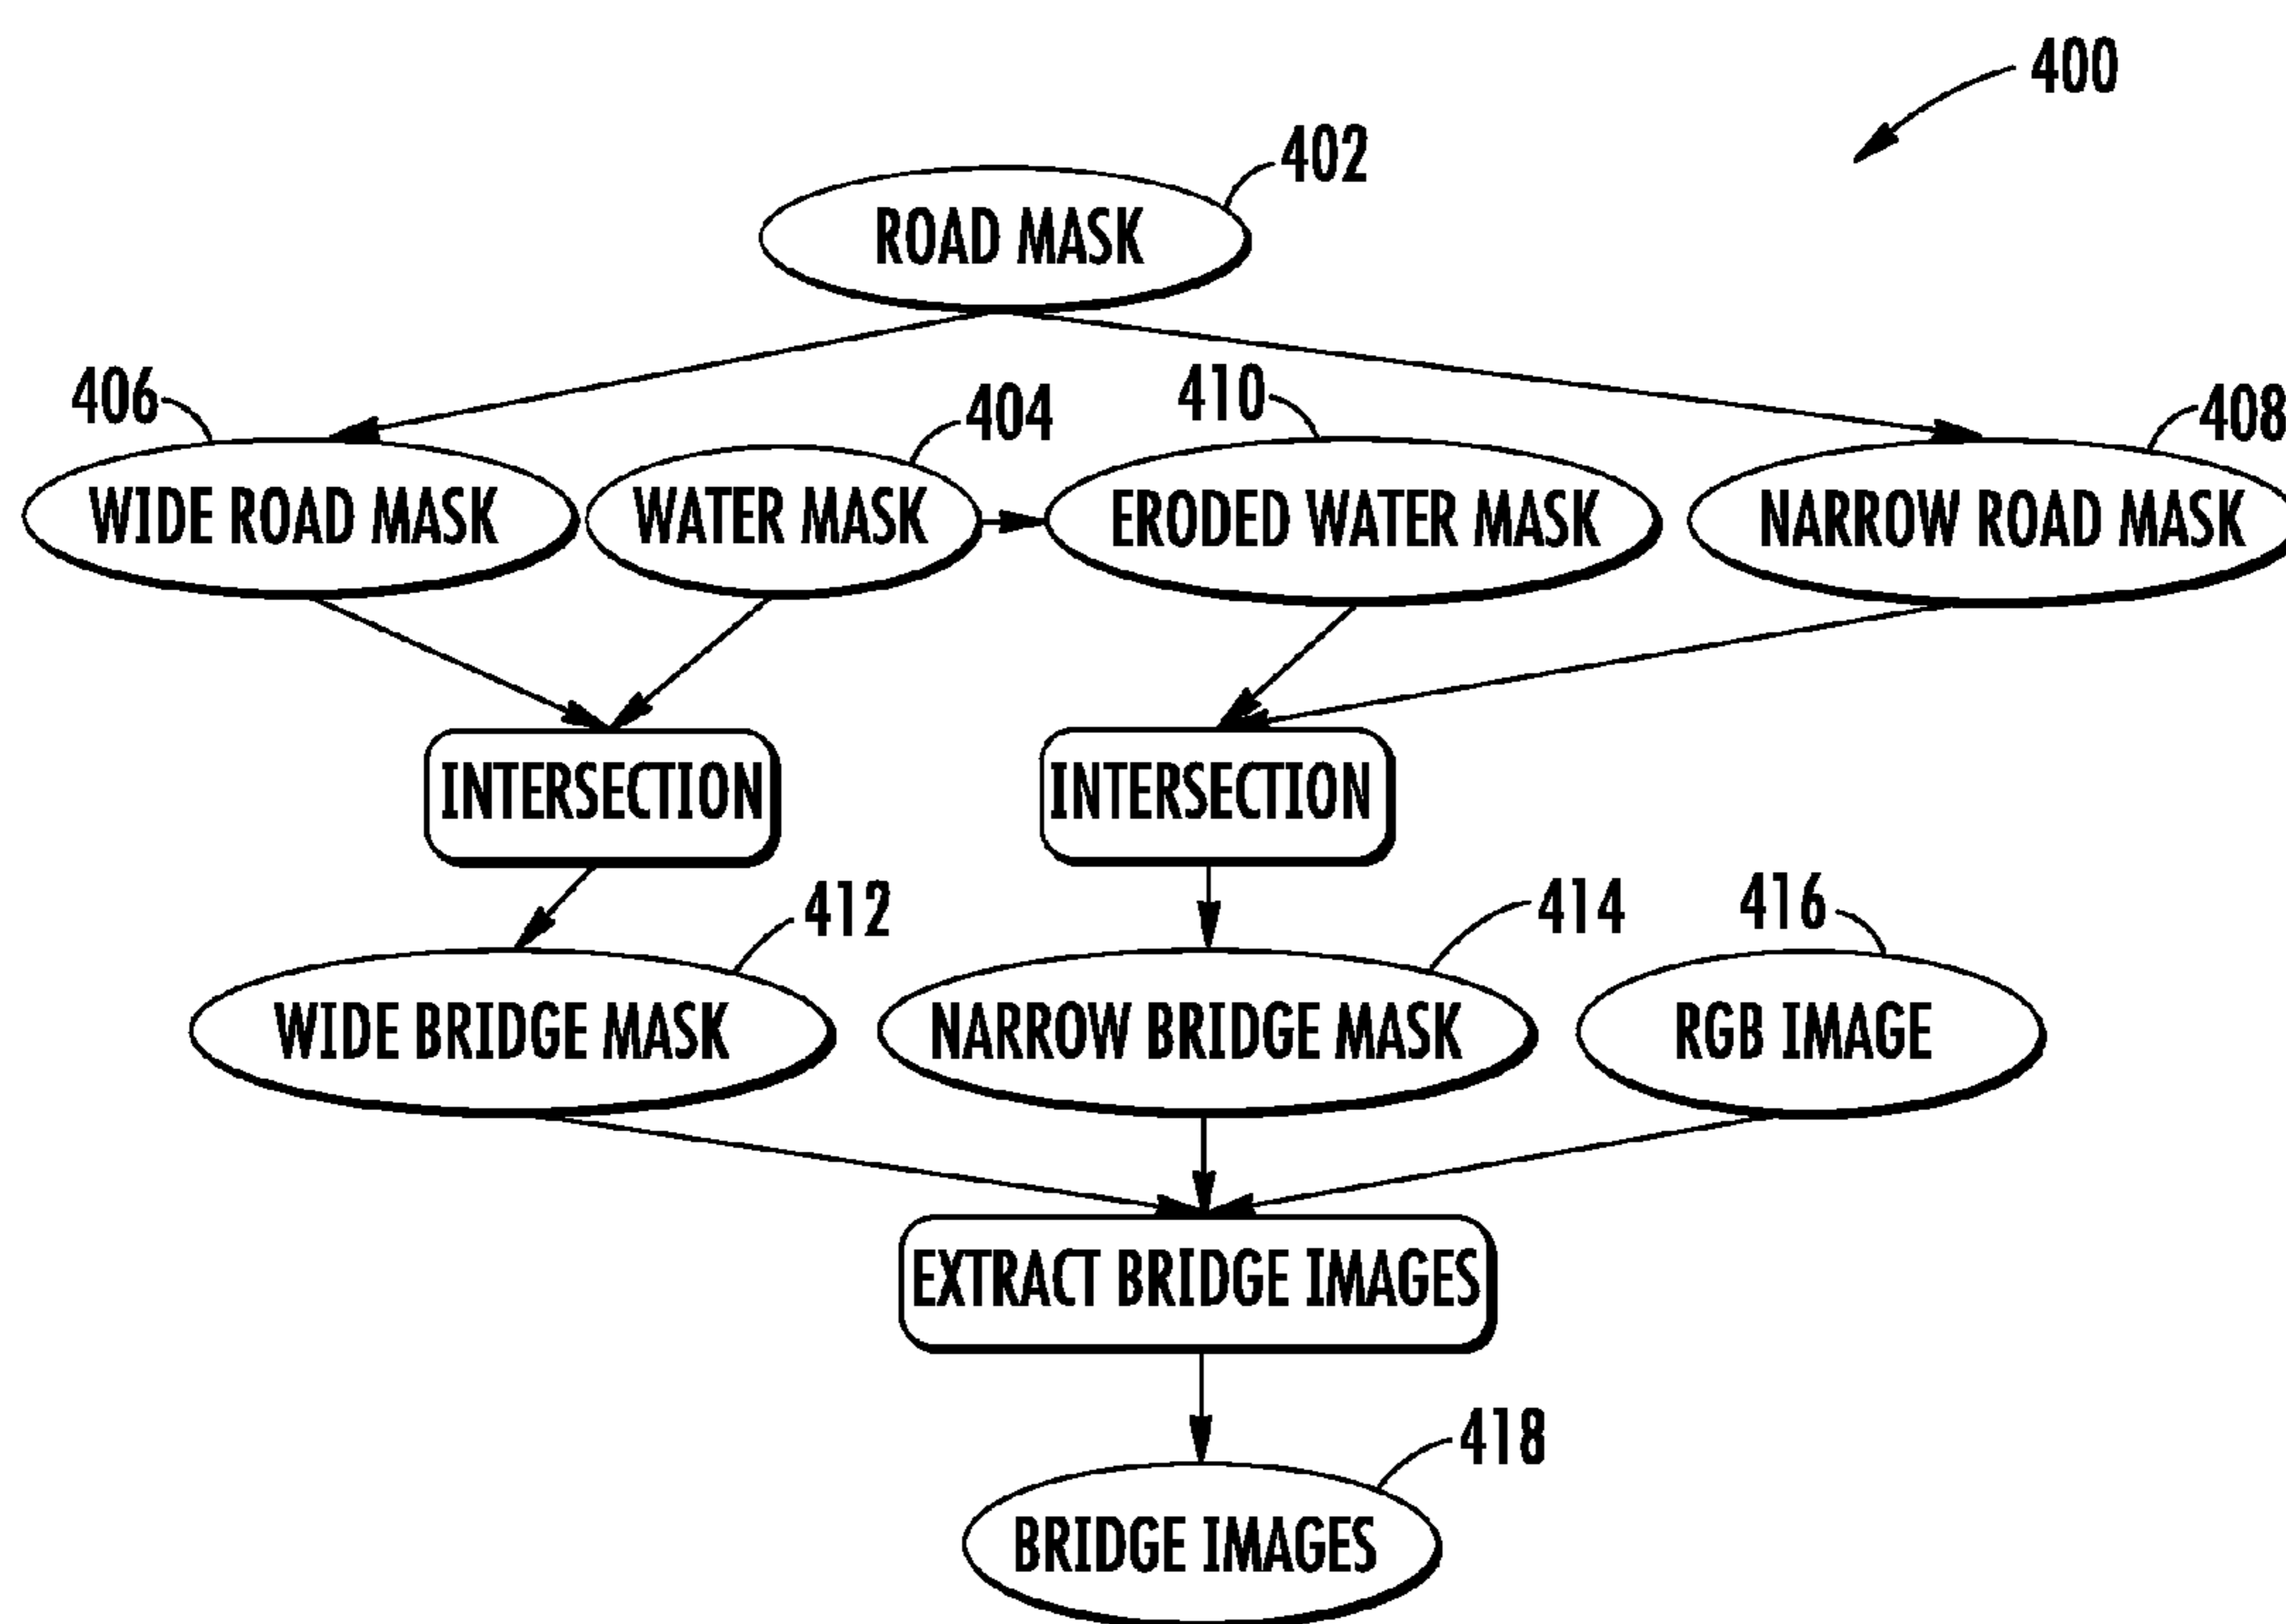 400
402
ROAD MASK
406
404
410
408
WIDE ROAD MASK
WATER MASK
ERODED WATER MASK
NARROW ROAD MASK
INTERSECTION
INTERSECTION
412
414
416
WIDE BRIDGE MASK
NARROW BRIDGE MASK
RGB IMAGE
EXTRACT BRIDGE IMAGES
418
BRIDGE IMAGES